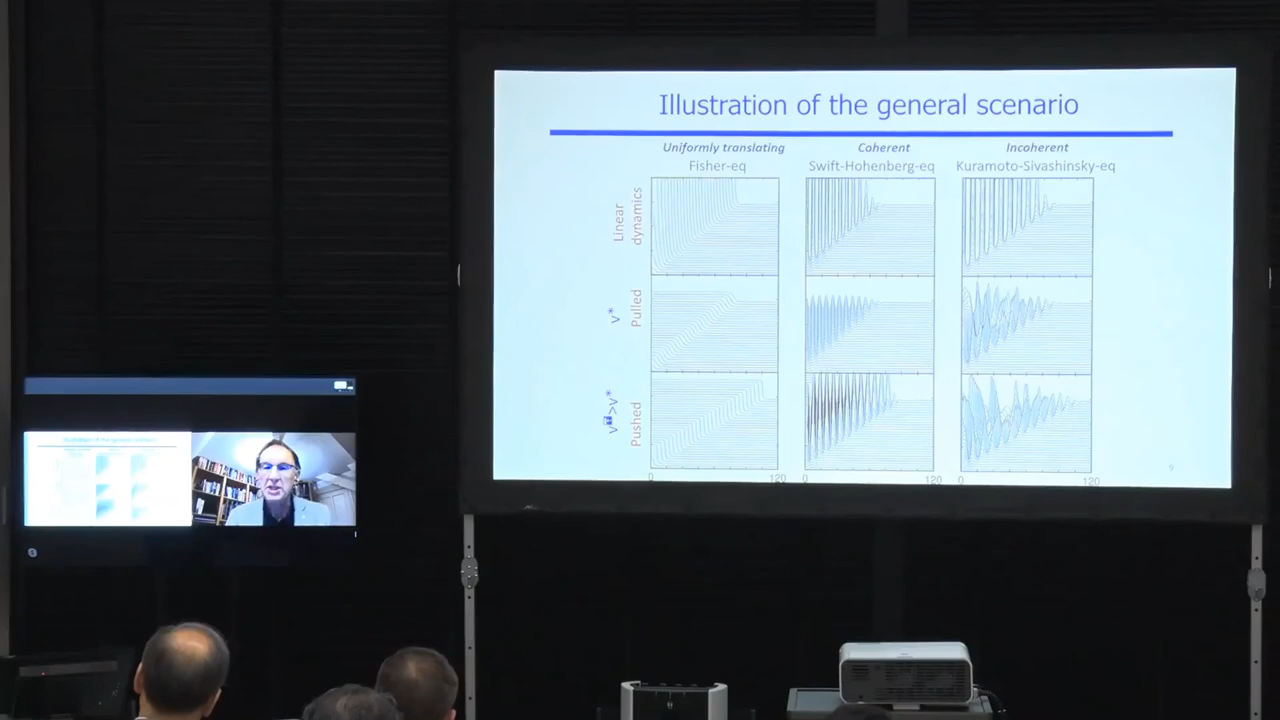 Illustration of the general scenario
Uniformly translating
Coherent
Incoherent
Fisher-eq
Swift-Hohenberg-eq
Kuramoto-Sivashinsky-eq
Linear
dynamics
v*
Pulled
>v*
Pushed
0
120
0
120
0
120
9